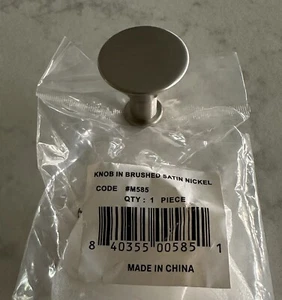 KNOB IN BRUSHED SATIN NICKEL
CODE #M585
QTY : 1 PIECE
8 40355 00585 1
MADE IN CHINA